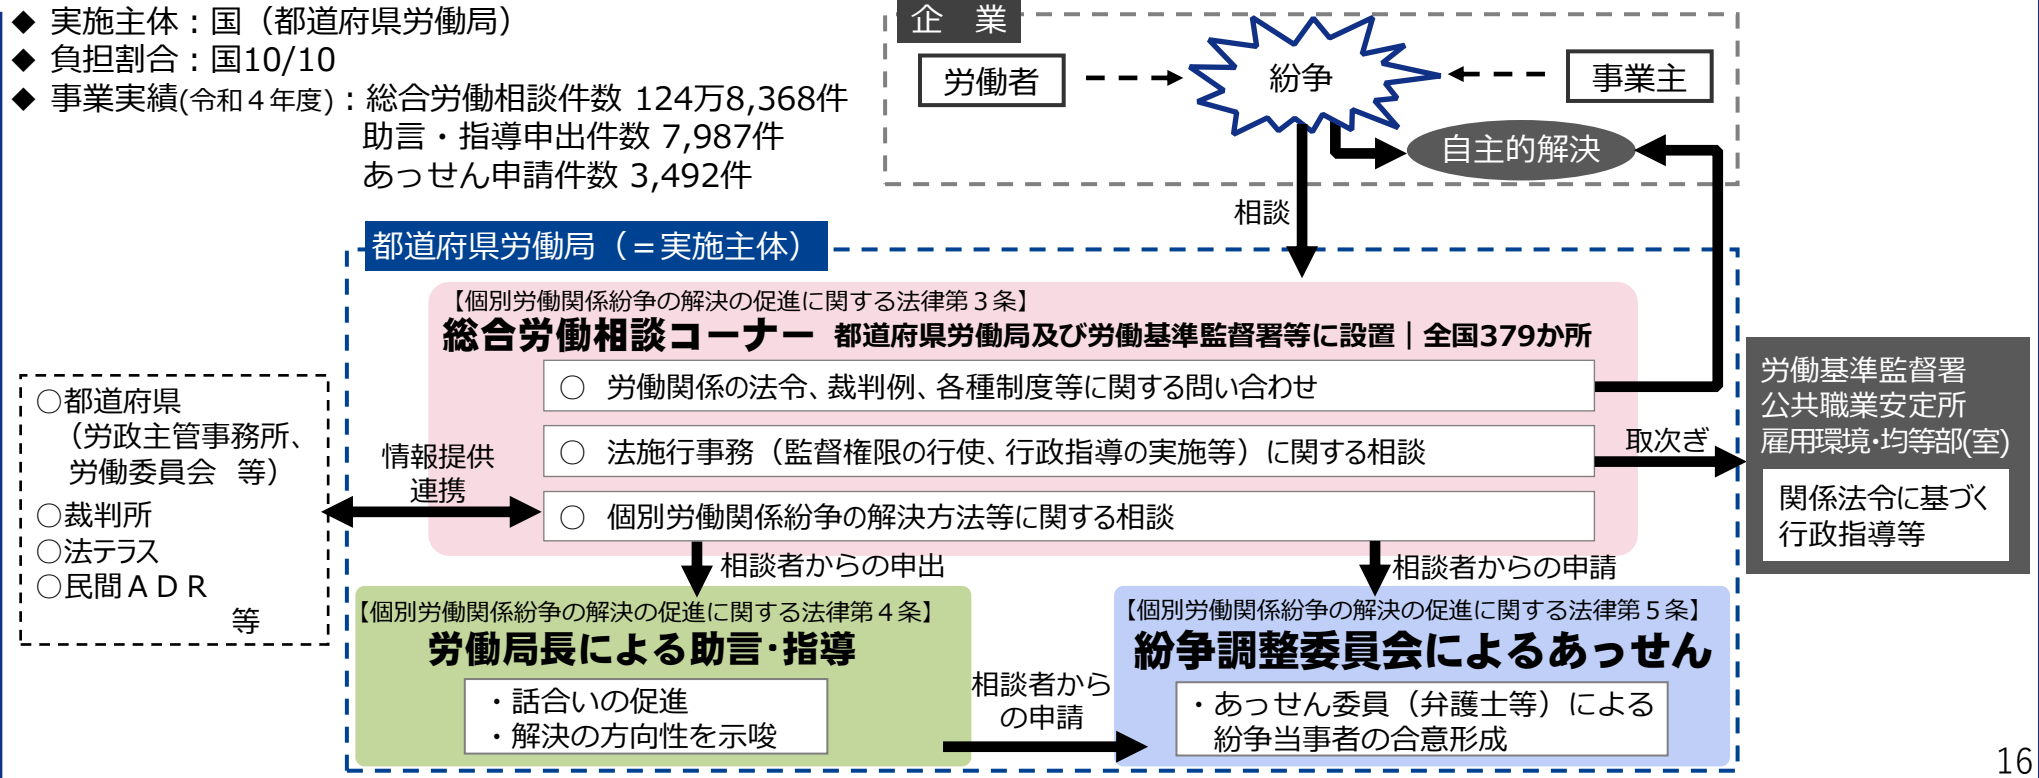 ◆ 実施主体：国（都道府県労働局）
◆ 負担割合：国10/10
◆ 事業実績(令和４年度)：総合労働相談件数 124万8,368件
助言・指導申出件数 7,987件
あっせん申請件数 3,492件
企　業
労働者
紛争
事業主
自主的解決
相談
都道府県労働局（＝実施主体）
【個別労働関係紛争の解決の促進に関する法律第３条】
総合労働相談コーナー 都道府県労働局及び労働基準監督署等に設置｜全国379か所
○　労働関係の法令、裁判例、各種制度等に関する問い合わせ
○　法施行事務（監督権限の行使、行政指導の実施等）に関する相談
○　個別労働関係紛争の解決方法等に関する相談
○都道府県
（労政主管事務所、
労働委員会　等）
○裁判所
○法テラス
○民間ＡＤＲ
等
情報提供
連携
取次ぎ
労働基準監督署
公共職業安定所
雇用環境・均等部(室)
関係法令に基づく
行政指導等
相談者からの申出
相談者からの申請
【個別労働関係紛争の解決の促進に関する法律第４条】
労働局長による助言・指導
・話合いの促進
・解決の方向性を示唆
相談者から
の申請
【個別労働関係紛争の解決の促進に関する法律第５条】
紛争調整委員会によるあっせん
・あっせん委員（弁護士等）による
紛争当事者の合意形成
16